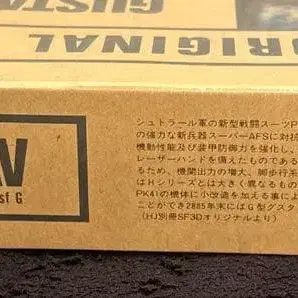 GUSTA
ORIGINAL
V
sf G
シュトラール軍の新型戦闘スーツP
の強力な新兵器スーパーAFSに対抗
機動性能及び装甲防御力を強化し、
レーザーハンドを備えたものであ
るため、機関出力の増大、脚歩行系
はHシリーズとは大きく異なるもの
PK41の機体に小改造を加える事によ
ことができ2885年末にはG型グスタ
(HJ別冊SF3Dオリジナルより)